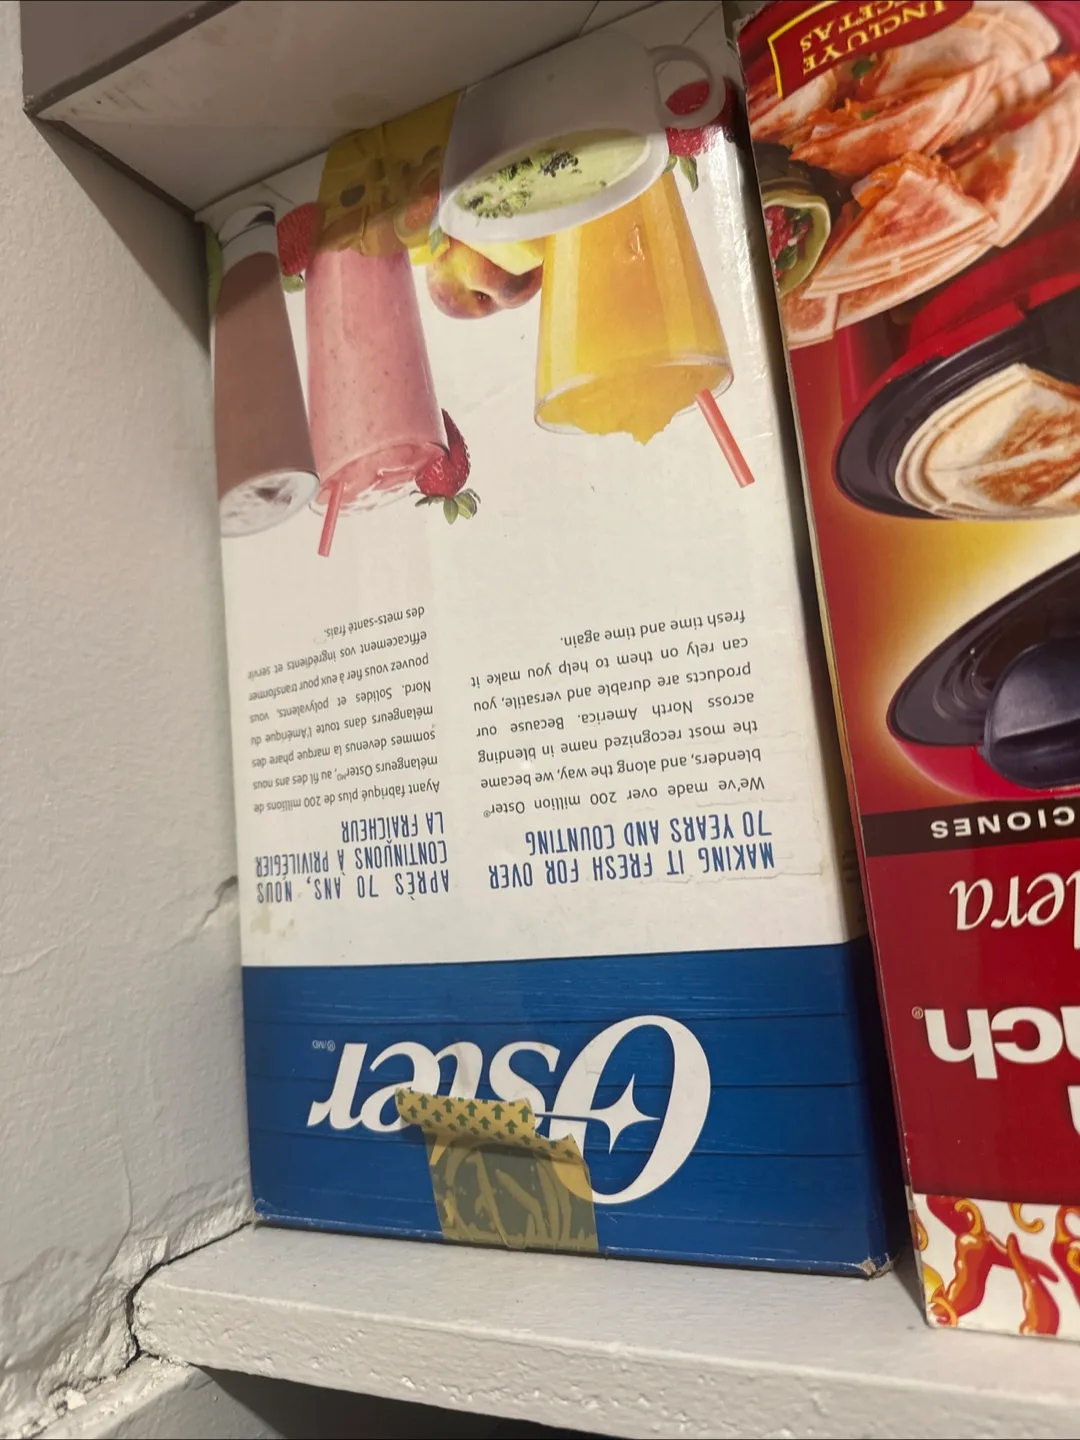 Oster®/MD
MAKING IT FRESH FOR OVER
70 YEARS AND COUNTING
We've made over 200 million Oster®
blenders, and along the way, we became
the most recognized name in blending
across North America. Because our
products are durable and versatile, you
can rely on them to help you make it
fresh time and time again.
APRÈS 70 ANS, NOUS
CONTINUONS À PRIVILÉGIER
LA FRAÎCHEUR
Ayant fabriqué plus de 200 millions de
mélangeurs OsterMD, au fil des ans nous
sommes devenus la marque phare des
mélangeurs dans toute l'Amérique du
Nord. Solides et polyvalents, vous
pouvez vous fier à eux pour transformer
efficacement vos ingrédients et servir
des mets-santé frais.
nch®
dera
CIONES
INCLUYE
RECETAS